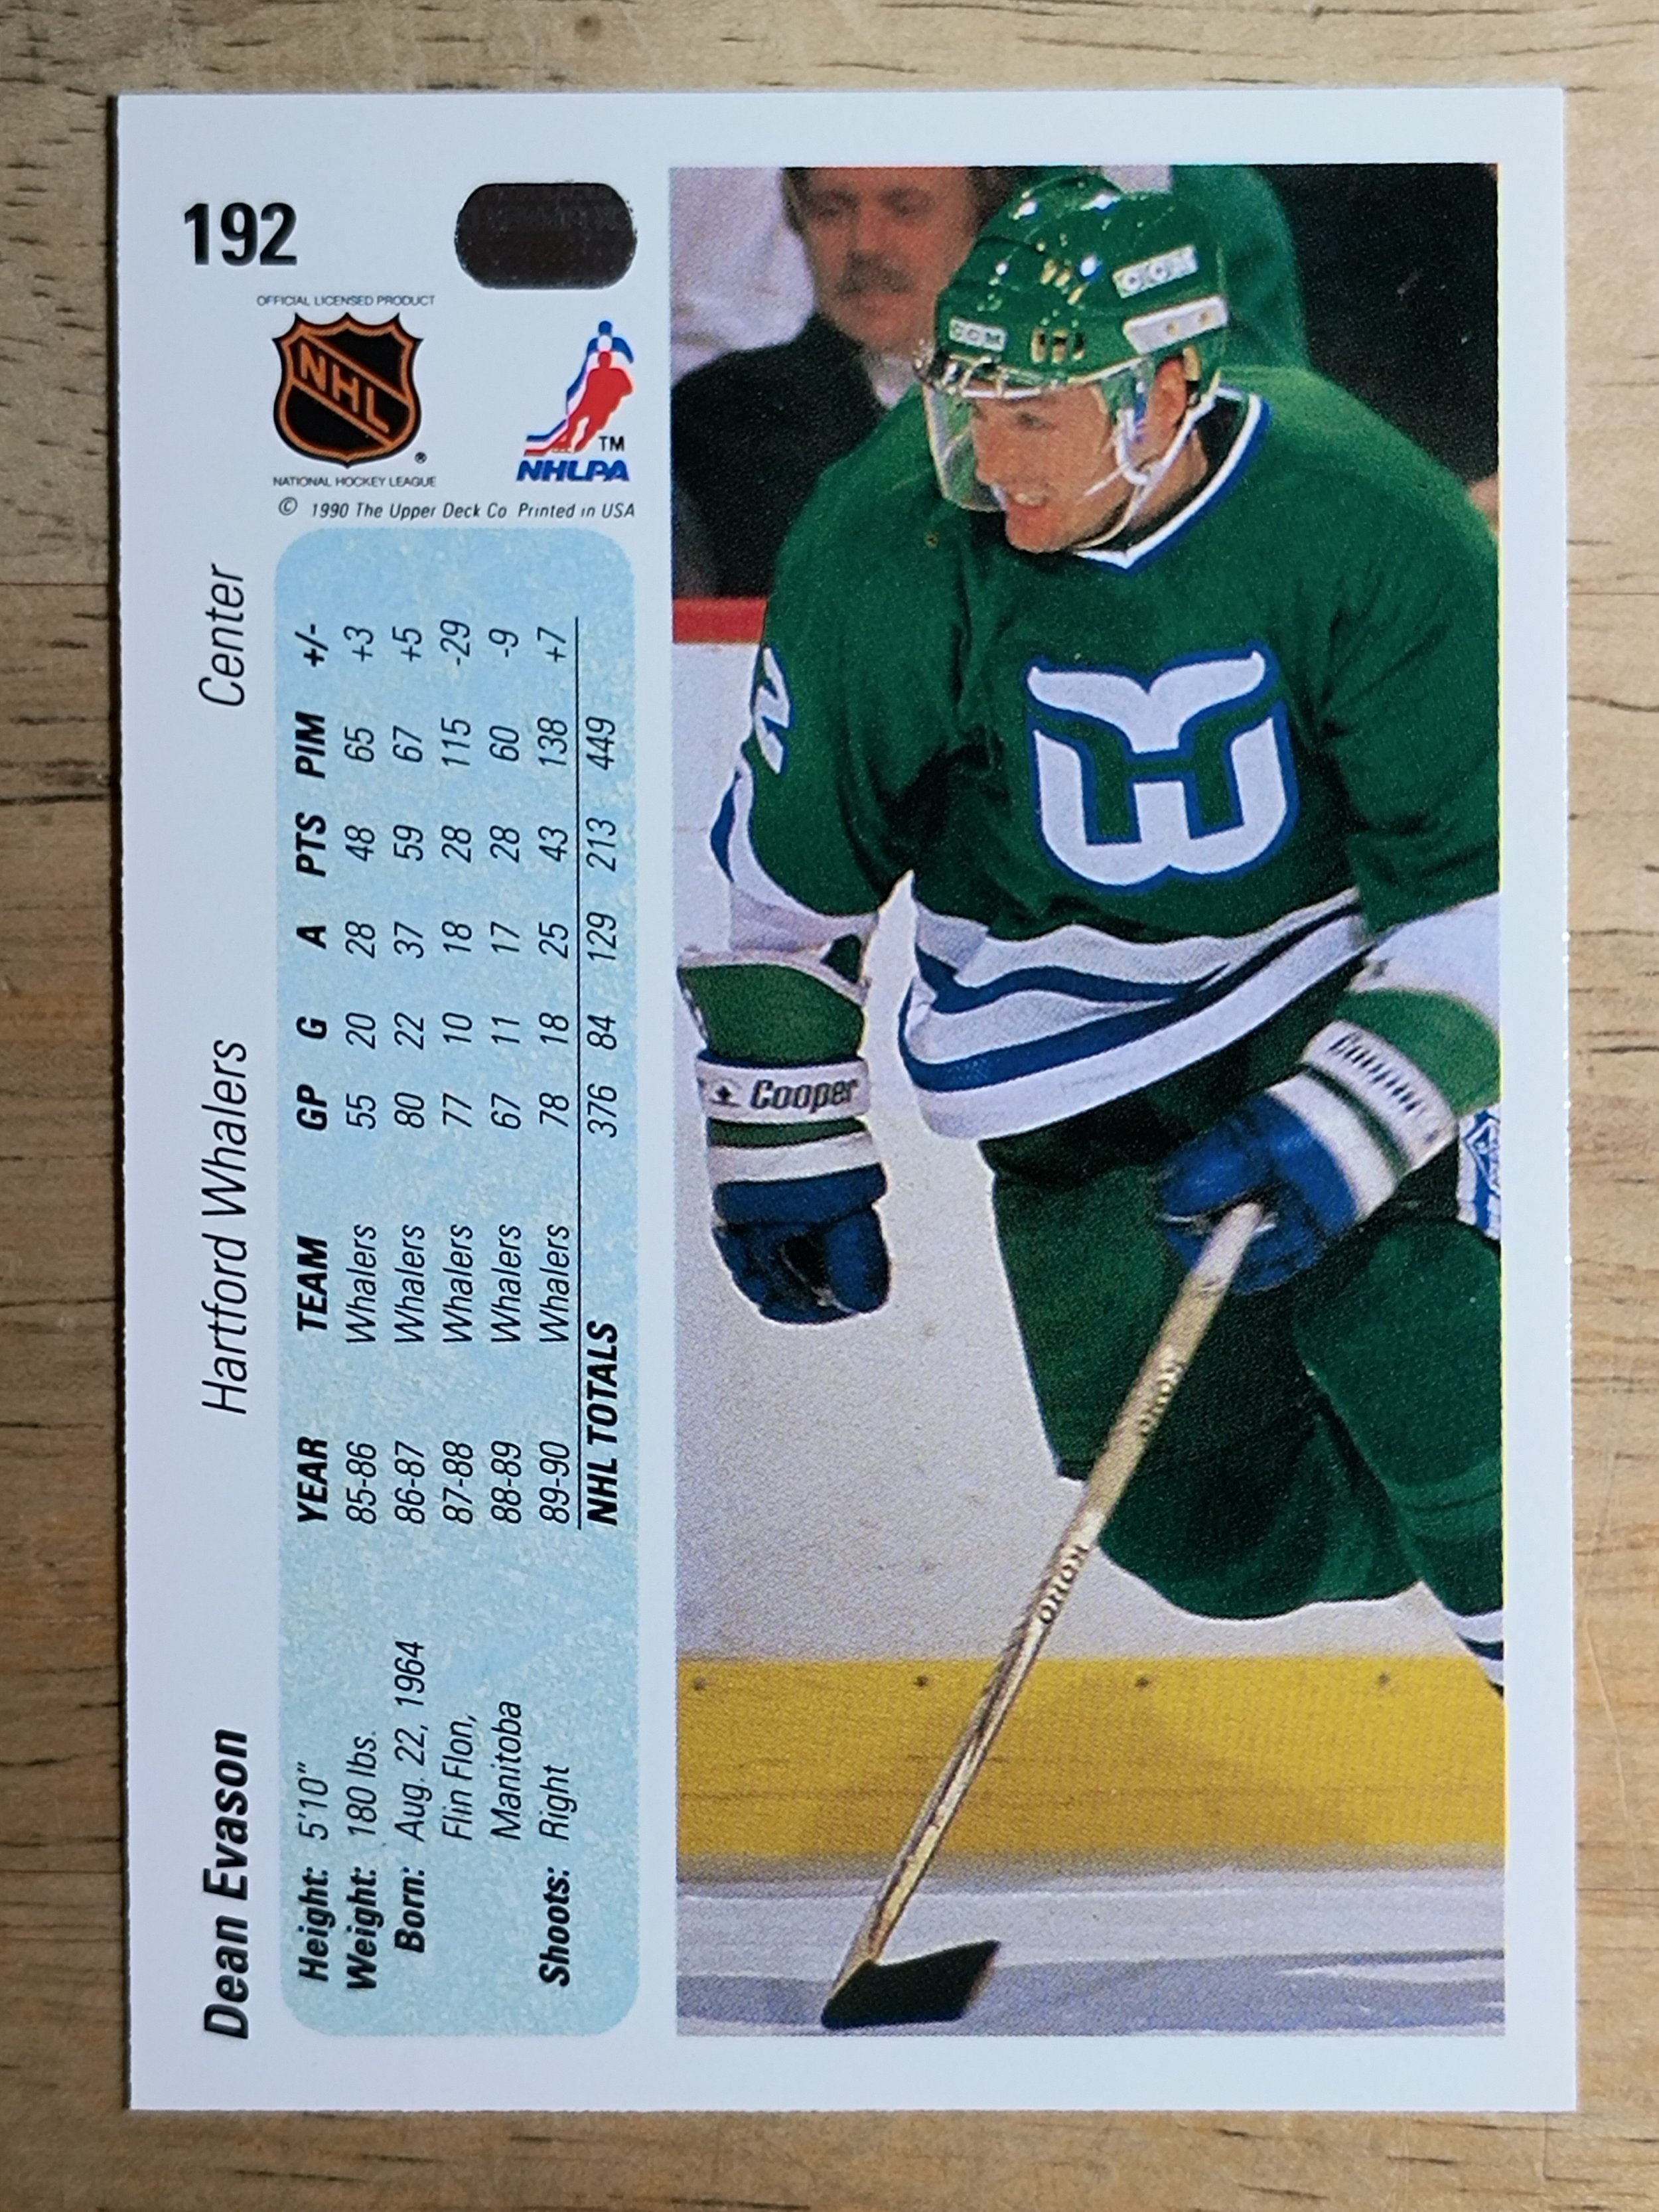 192
OFFICIAL LICENSED PRODUCT
NHL
®
NATIONAL HOCKEY LEAGUE
TM
NHLPA
© 1990 The Upper Deck Co Printed in USA
Dean Evason Hartford Whalers Center
Height: 5'10"
Weight: 180 lbs.
Born: Aug. 22, 1964
Flin Flon,
Manitoba
Shoots: Right
YEAR TEAM GP G A PTS PIM +/-
85-86 Whalers 55 20 28 48 65 +3
86-87 Whalers 80 22 37 59 67 +5
87-88 Whalers 77 10 18 28 115 -29
88-89 Whalers 67 11 17 28 60 -9
89-90 Whalers 78 18 25 43 138 +7
NHL TOTALS 376 84 129 213 449
CCM
CCM
2
Cooper
Cooper
KOHO
KOHO